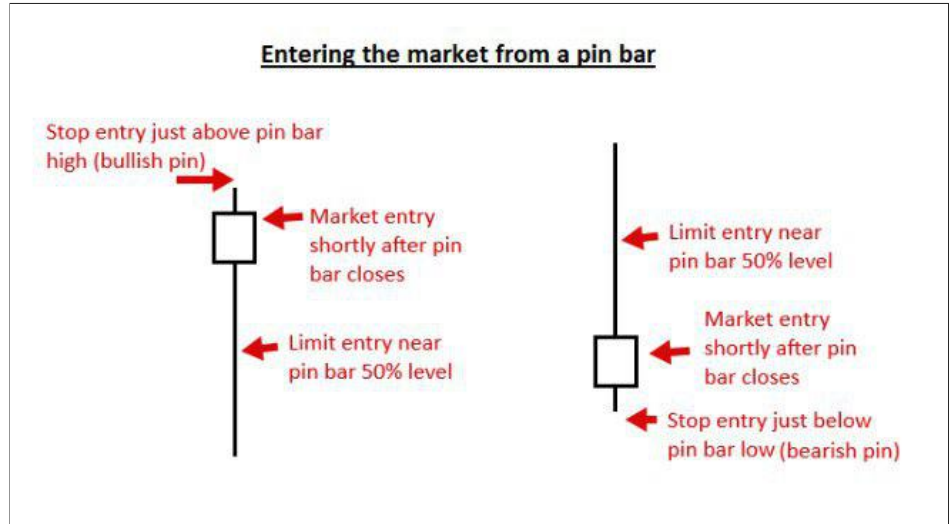 Entering the market from a pin bar
Stop entry just above pin bar
high (bullish pin)
Market entry
shortly after pin
bar closes
Limit entry near
pin bar 50% level
Limit entry near
pin bar 50% level
Market entry
shortly after pin
bar closes
Stop entry just below
pin bar low (bearish pin)